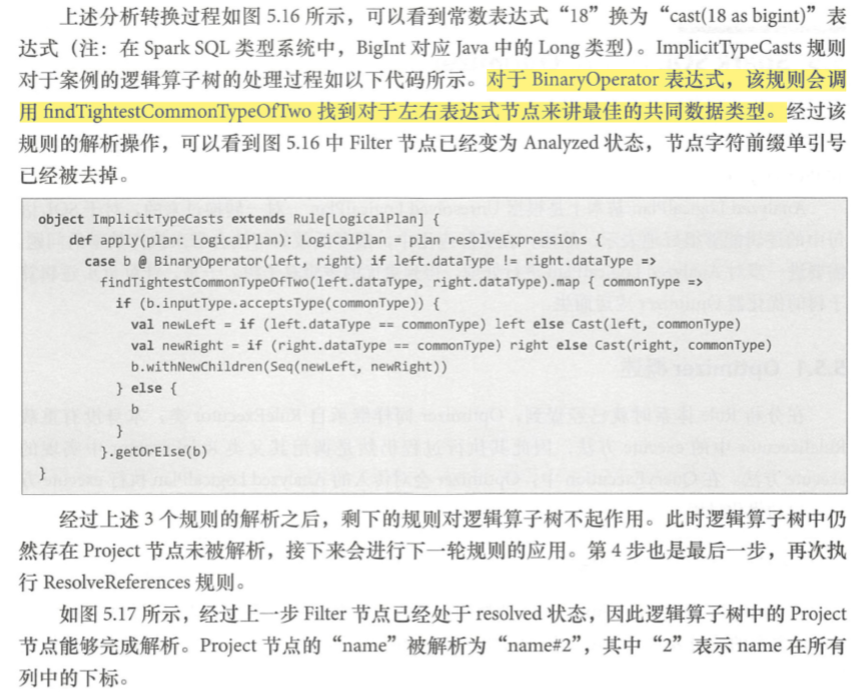 上述分析转换过程如图 5.16 所示，可以看到常数表达式“18”换为“cast(18 as bigint)”表
达式（注：在 Spark SQL 类型系统中，BigInt 对应 Java 中的 Long 类型）。ImplicitTypeCasts 规则
对于案例的逻辑算子树的处理过程如以下代码所示。对于 BinaryOperator 表达式，该规则会调
用 findTightestCommonTypeOfTwo 找到对于左右表达式节点来讲最佳的共同数据类型。经过该
规则的解析操作，可以看到图 5.16 中 Filter 节点已经变为 Analyzed 状态，节点字符前缀单引号
已经被去掉。
object ImplicitTypeCasts extends Rule[LogicalPlan] {
def apply(plan: LogicalPlan): LogicalPlan = plan resolveExpressions {
case b @ BinaryOperator(left, right) if left.dataType != right.dataType =>
findTightestCommonTypeOfTwo(left.dataType, right.dataType).map { commonType =>
if (b.inputType.acceptsType(commonType)) {
val newLeft = if (left.dataType == commonType) left else Cast(left, commonType)
val newRight = if (right.dataType == commonType) right else Cast(right, commonType)
b.withNewChildren(Seq(newLeft, newRight))
} else {
b
}
}.getOrElse(b)
}
经过上述 3 个规则的解析之后，剩下的规则对逻辑算子树不起作用。此时逻辑算子树中仍
然存在 Project 节点未被解析，接下来会进行下一轮规则的应用。第 4 步也是最后一步，再次执
行 ResolveReferences 规则。
如图 5.17 所示，经过上一步 Filter 节点已经处于 resolved 状态，因此逻辑算子树中的 Project
节点能够完成解析。Project 节点的“name”被解析为“name#2”，其中“2”表示 name 在所有
列中的下标。